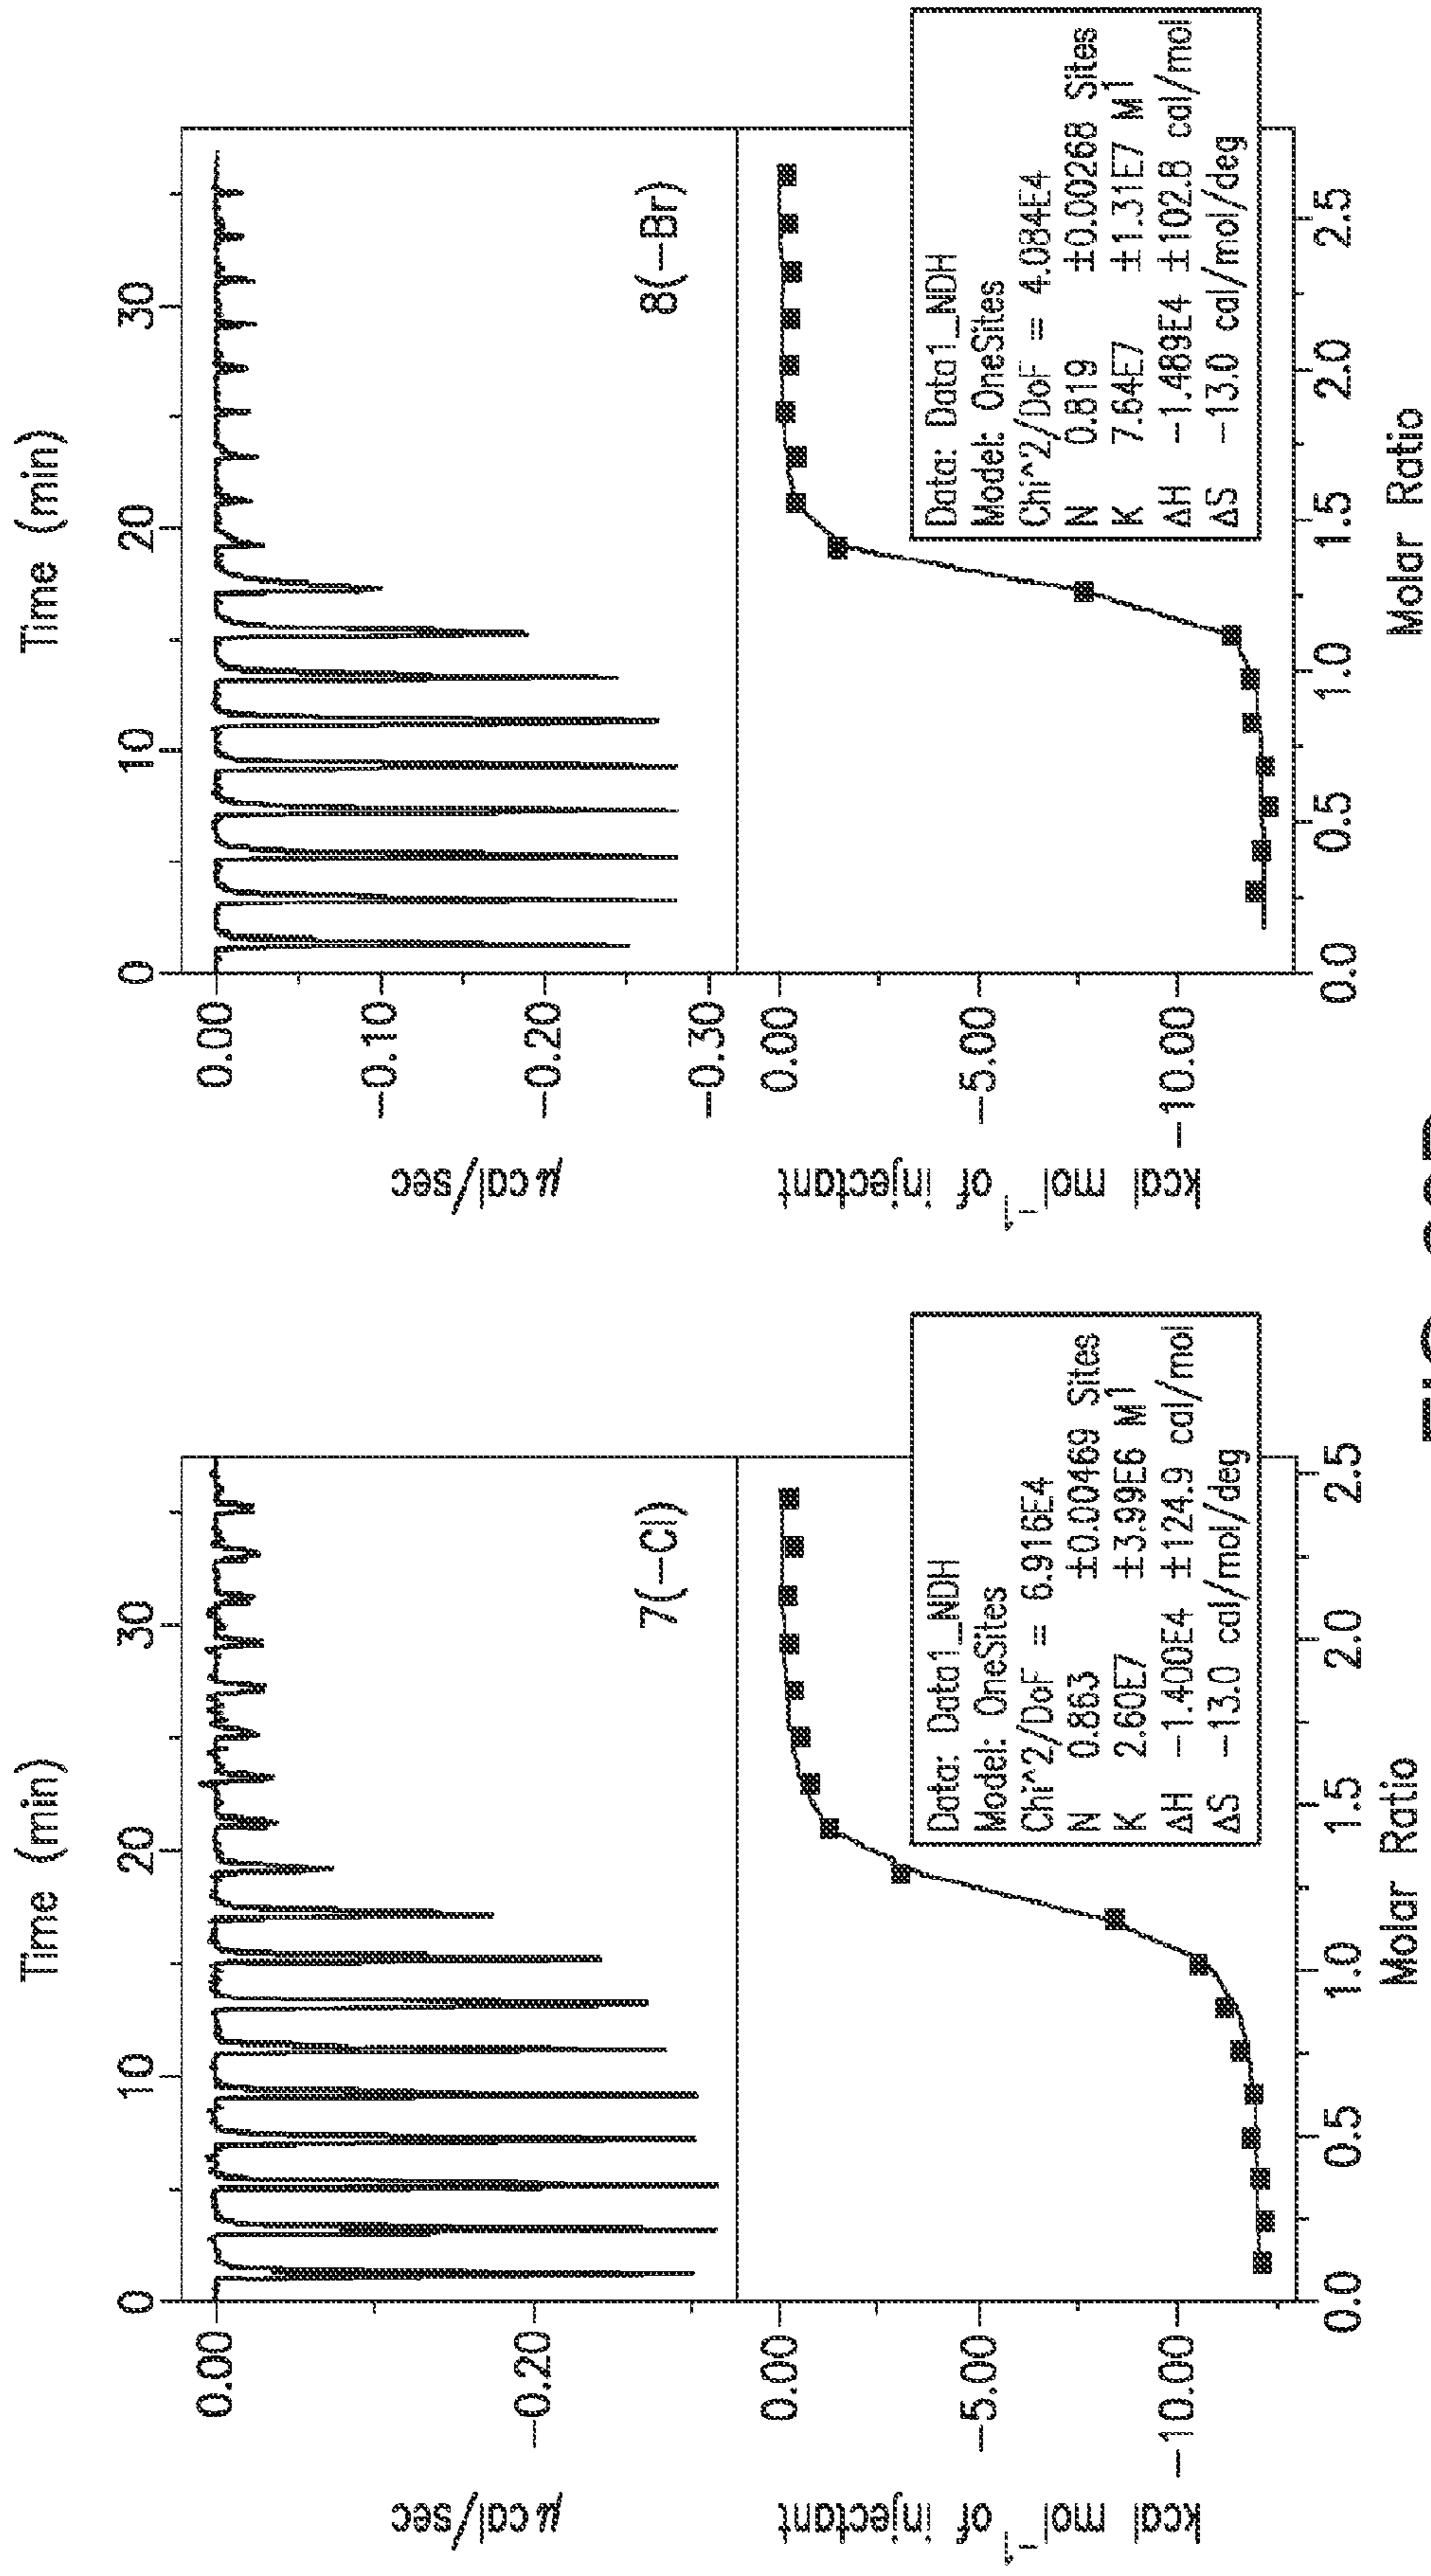 Time (min)
0 10 20 30
0.00
−0.20
μcal/sec
7(−Cl)
0.00
−5.00
−10.00
kcal mol⁻¹ of injectant
Data: Data1_NDH
Model: OneSites
Chi^2/DoF = 6.916E4
N 0.863 ±0.00469 Sites
K 2.60E7 ±3.99E6 M¹
ΔH −1.400E4 ±124.9 cal/mol
ΔS −13.0 cal/mol/deg
0.0 0.5 1.0 1.5 2.0 2.5
Molar Ratio
Time (min)
0 10 20 30
0.00
−0.10
−0.20
−0.30
μcal/sec
8(−Br)
0.00
−5.00
−10.00
kcal mol⁻¹ of injectant
Data: Data1_NDH
Model: OneSites
Chi^2/DoF = 4.084E4
N 0.819 ±0.00268 Sites
K 7.64E7 ±1.31E7 M¹
ΔH −1.489E4 ±102.8 cal/mol
ΔS −13.0 cal/mol/deg
0.0 0.5 1.0 1.5 2.0 2.5
Molar Ratio